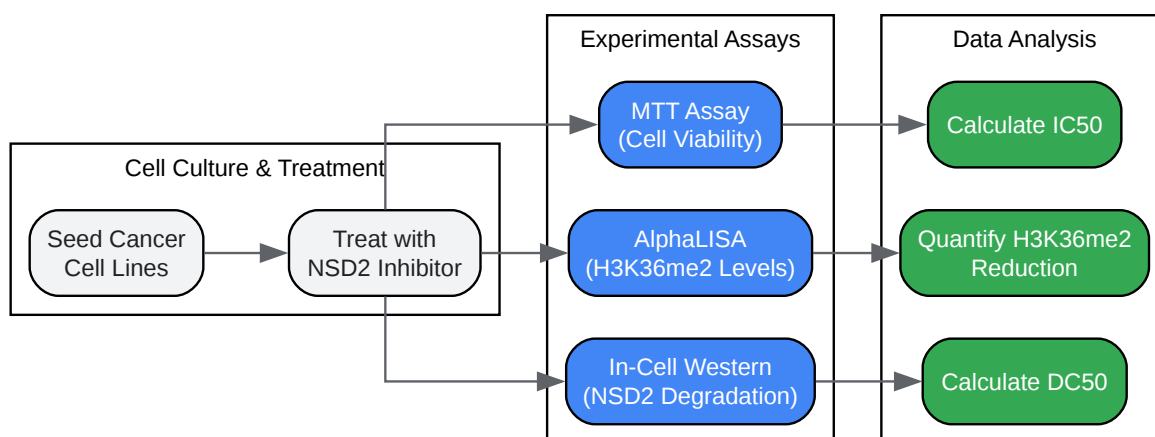 Experimental Assays
Data Analysis
MTT Assay
(Cell Viability)
Calculate IC50
Cell Culture & Treatment
Seed Cancer
Cell Lines
Treat with
NSD2 Inhibitor
AlphaLISA
(H3K36me2 Levels)
Quantify H3K36me2
Reduction
In-Cell Western
(NSD2 Degradation)
Calculate DC50